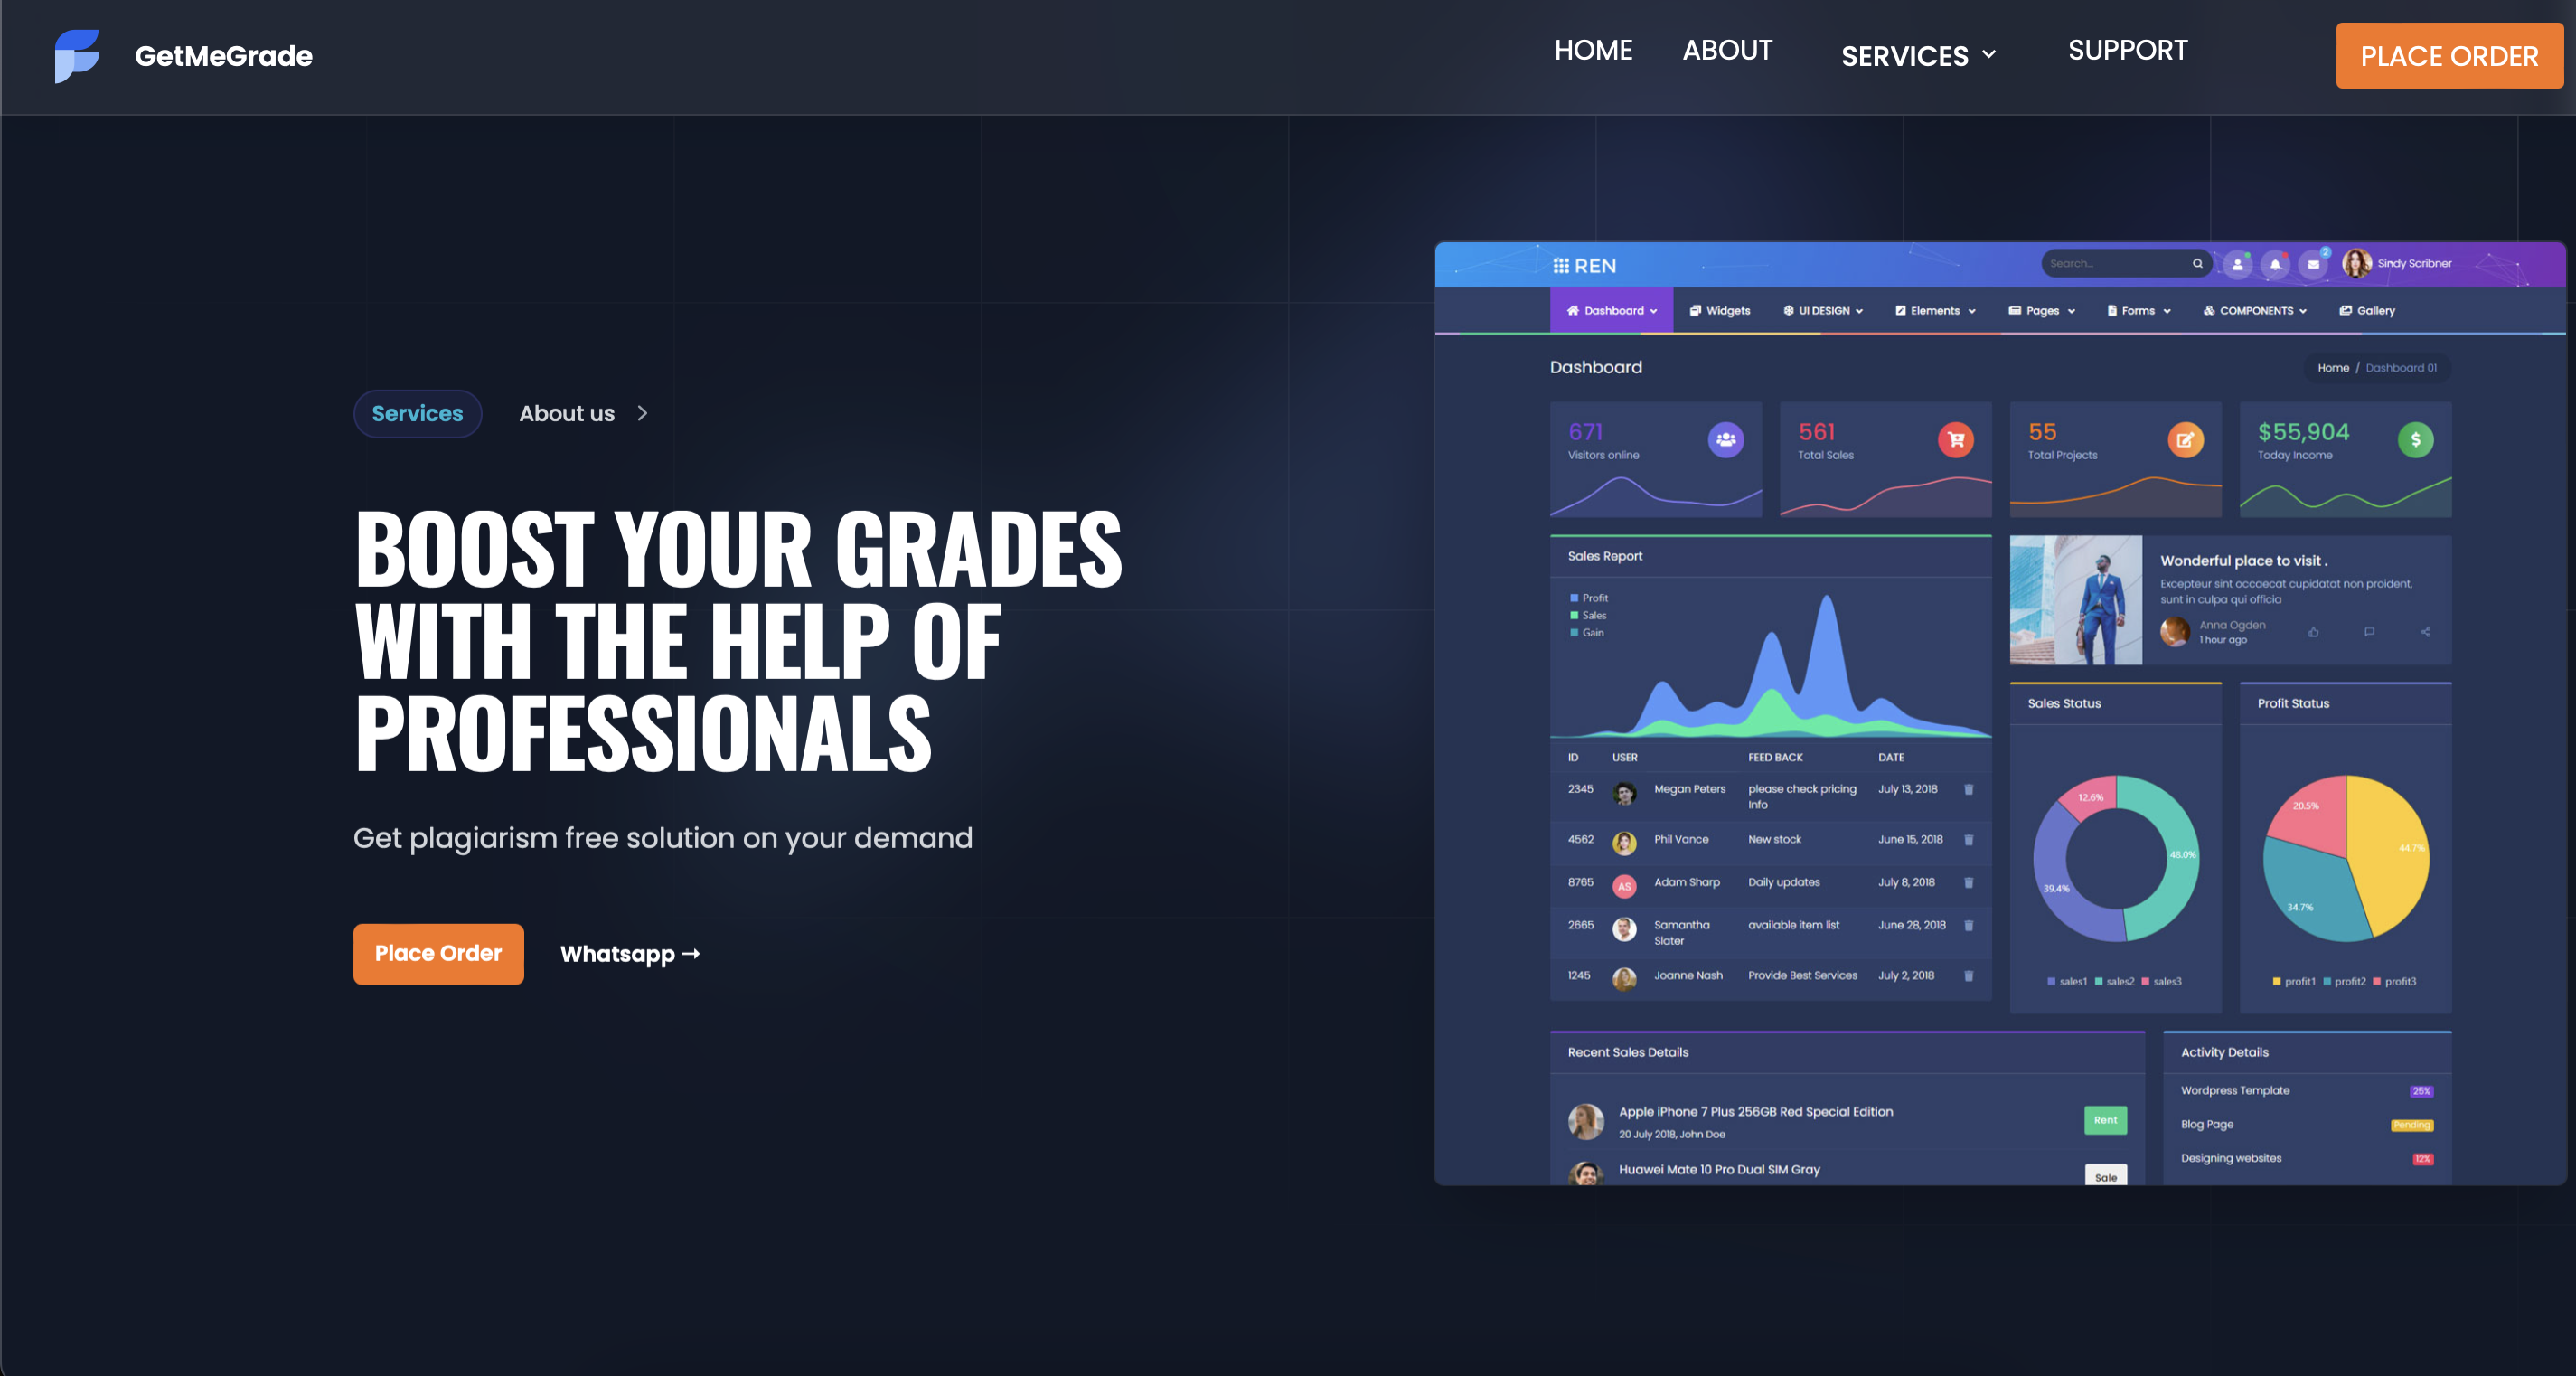 GetMeGrade
HOME ABOUT SERVICES SUPPORT PLACE ORDER
Services About us
BOOST YOUR GRADES
WITH THE HELP OF
PROFESSIONALS
Get plagiarism free solution on your demand
Place Order Whatsapp →
REN
Search...
2
Sindy Scribner
Dashboard Widgets UI DESIGN Elements Pages Forms COMPONENTS Gallery
Dashboard
Home / Dashboard 01
671
Visitors online
561
Total Sales
55
Total Projects
$55,904
Today Income
Sales Report
Profit
Sales
Gain
ID USER FEED BACK DATE
2345 Megan Peters please check pricing July 13, 2018
Info
4562 Phil Vance New stock June 15, 2018
8765 AS Adam Sharp Daily updates July 8, 2018
2665 Samantha available item list June 28, 2018
Slater
1245 Joanne Nash Provide Best Services July 2, 2018
Wonderful place to visit .
Excepteur sint occaecat cupidatat non proident,
sunt in culpa qui officia
Anna Ogden
1 hour ago
Sales Status
12.6%
48.0%
39.4%
sales1 sales2 sales3
Profit Status
20.5%
44.7%
34.7%
profit1 profit2 profit3
Recent Sales Details
Apple iPhone 7 Plus 256GB Red Special Edition
20 July 2018, John Doe
Rent
Huawei Mate 10 Pro Dual SIM Gray
Sale
Activity Details
Wordpress Template 25%
Blog Page Pending
Designing websites 12%